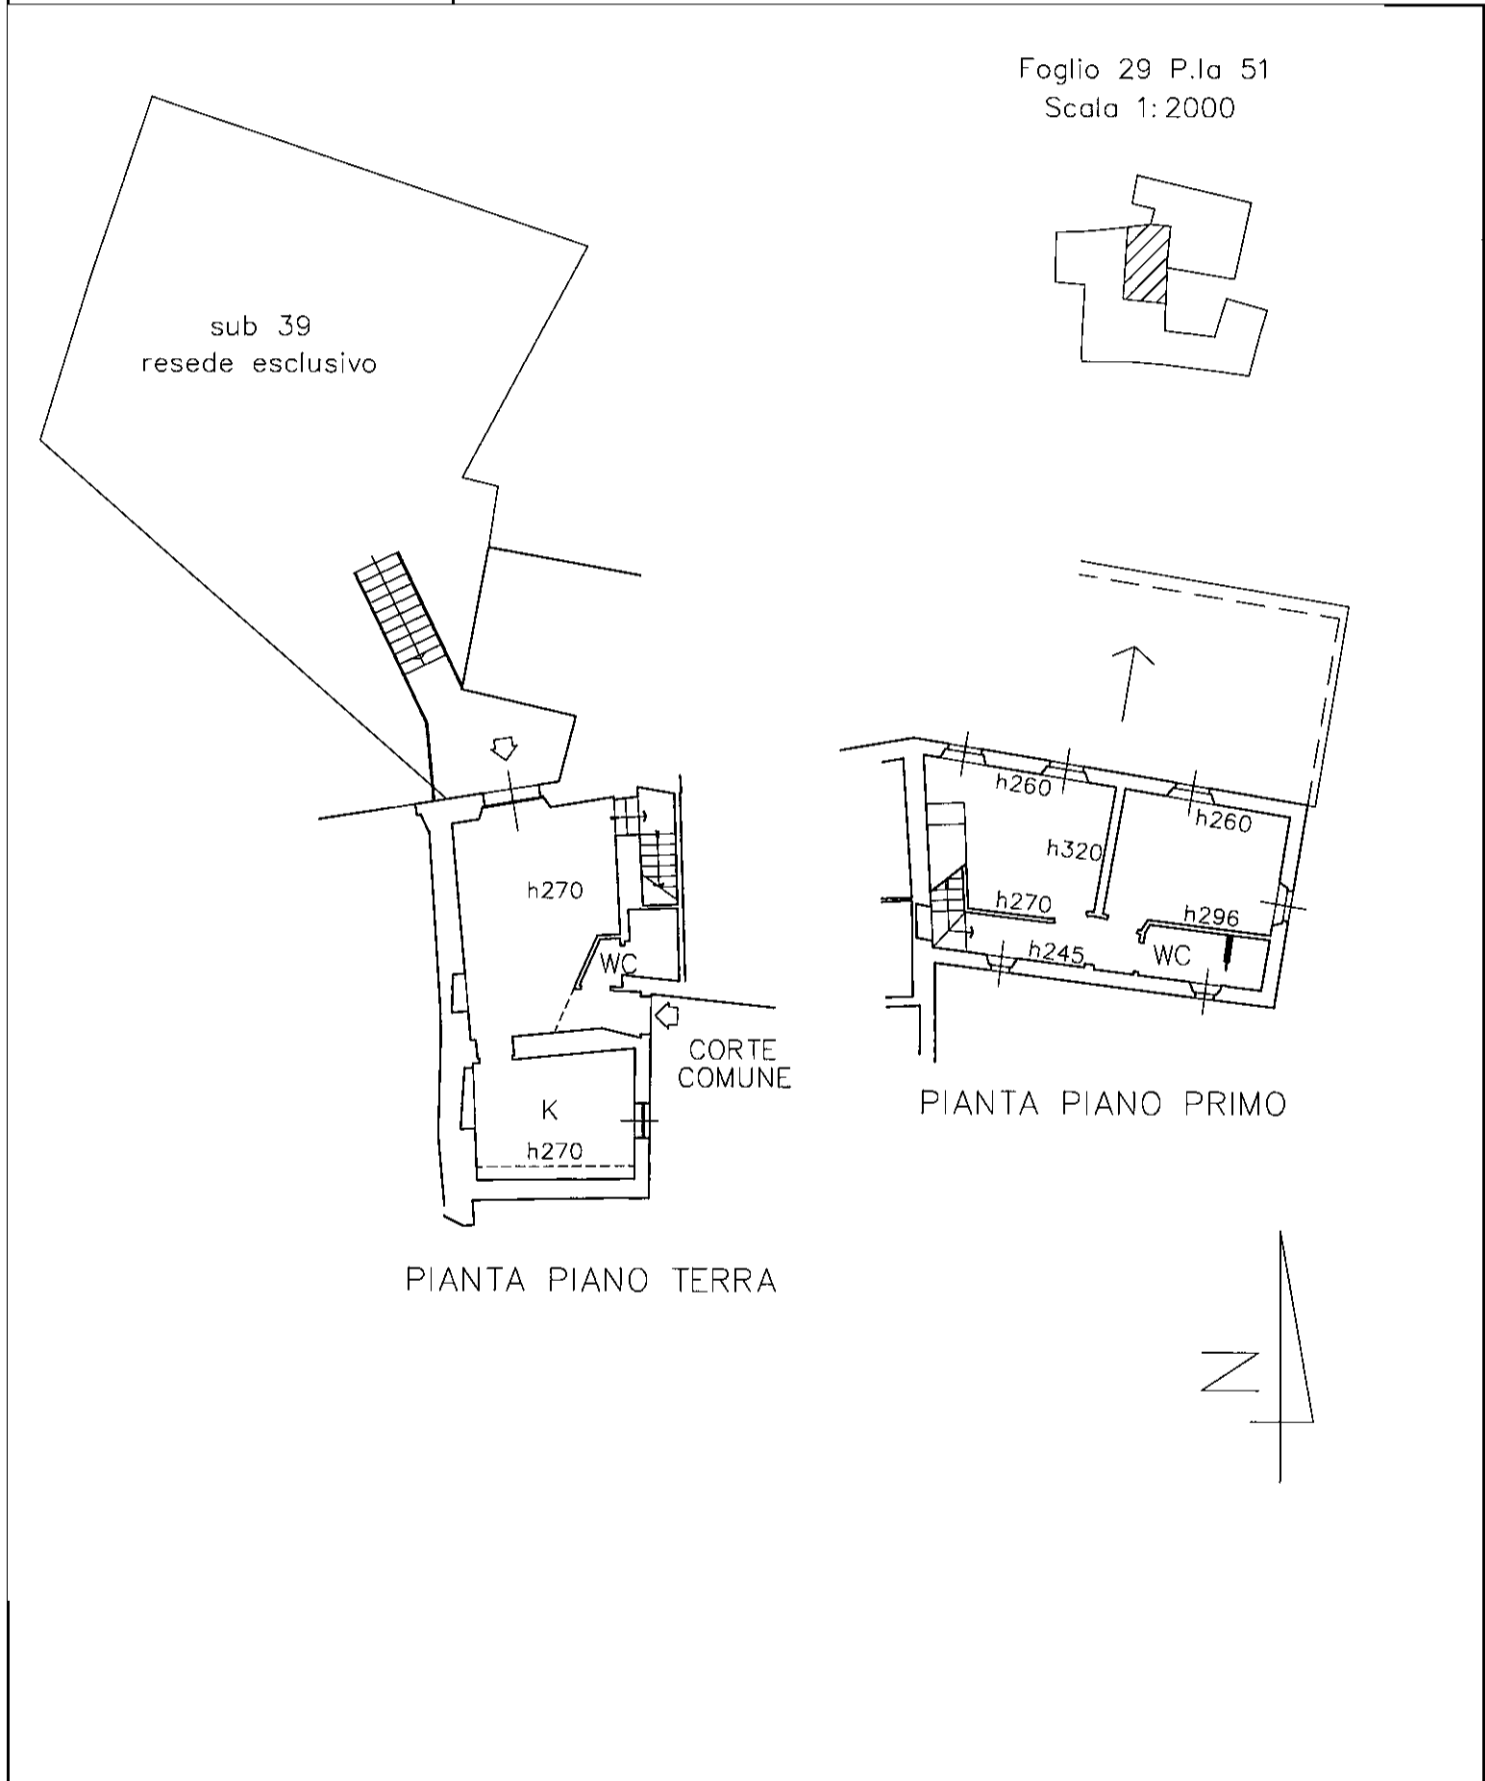 Foglio 29 P.la 51
Scala 1:2000
sub 39
resede esclusivo
h270
WC
CORTE
COMUNE
K
h270
PIANTA PIANO TERRA
h260
h260
h320
h270
h296
h245
WC
PIANTA PIANO PRIMO
N